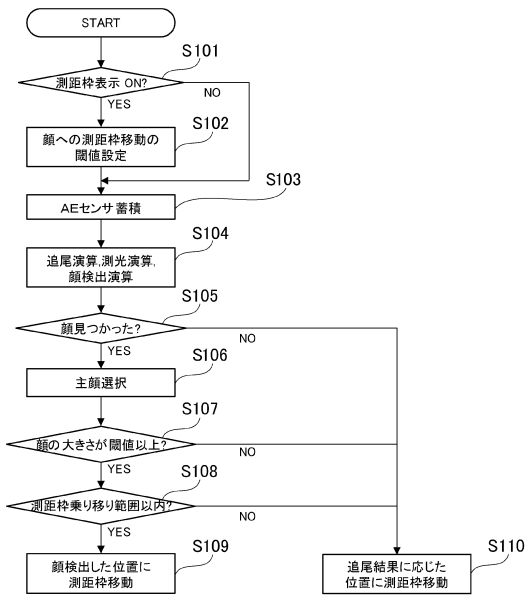 START
S101
測距枠表示 ON?
NO
YES
S102
顔への測距枠移動の
閾値設定
S103
AEセンサ蓄積
S104
追尾演算,測光演算,
顔検出演算
S105
顔見つかった?
NO
YES
S106
主顔選択
S107
顔の大きさが閾値以上?
NO
YES
S108
測距枠乗り移り範囲以内?
NO
YES
S109
顔検出した位置に
測距枠移動
S110
追尾結果に応じた
位置に測距枠移動